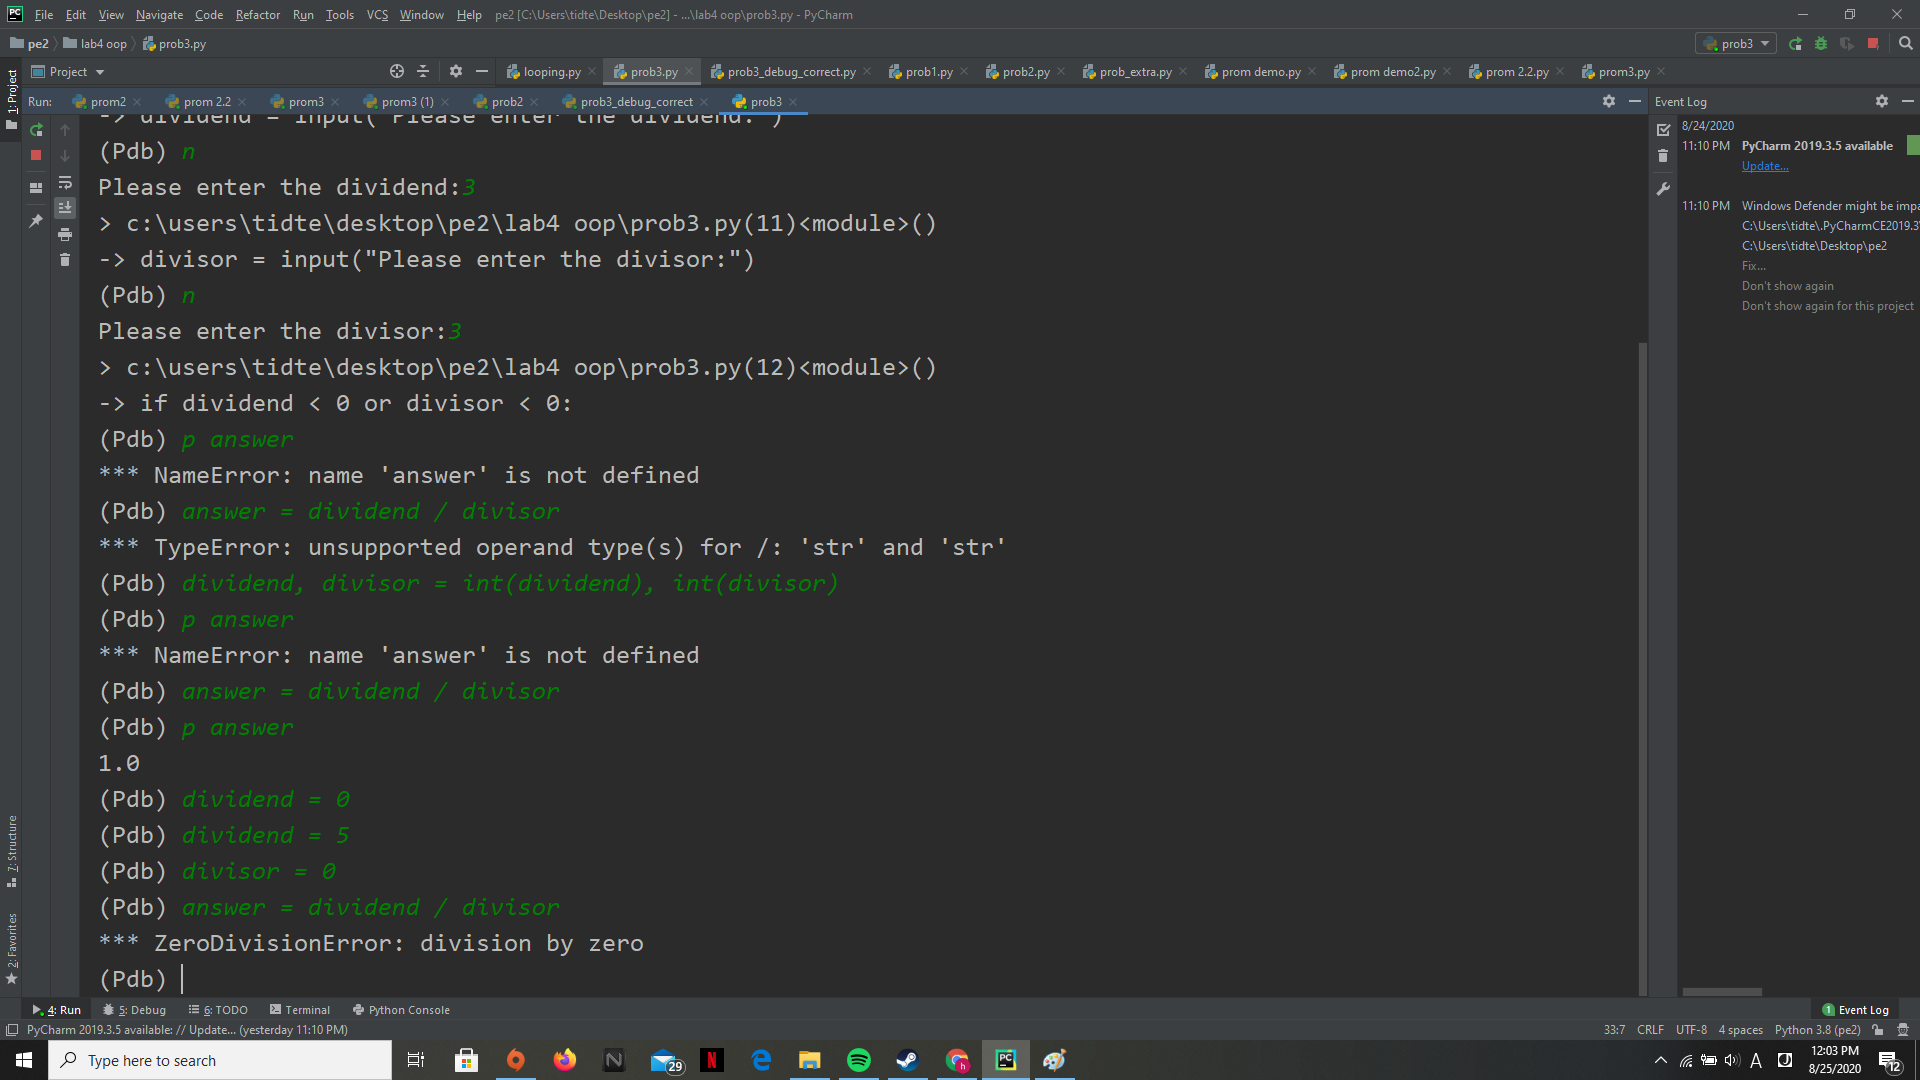 File Edit View Navigate Code Refactor Run Tools VCS Window Help pe2 [C:\Users\tidte\Desktop\pe2] - ...\lab4 oop\prob3.py - PyCharm
pe2 lab4 oop prob3.py prob3
Project looping.py prob3.py prob3_debug_correct.py prob1.py prob2.py prob_extra.py prom demo.py prom demo2.py prom 2.2.py prom3.py
Run: prom2 prom 2.2 prom3 prom3 (1) prob2 prob3_debug_correct prob3
-> dividend = input("Please enter the dividend:")
(Pdb) n
Please enter the dividend:3
> c:\users\tidte\desktop\pe2\lab4 oop\prob3.py(11)<module>()
-> divisor = input("Please enter the divisor:")
(Pdb) n
Please enter the divisor:3
> c:\users\tidte\desktop\pe2\lab4 oop\prob3.py(12)<module>()
-> if dividend < 0 or divisor < 0:
(Pdb) p answer
*** NameError: name 'answer' is not defined
(Pdb) answer = dividend / divisor
*** TypeError: unsupported operand type(s) for /: 'str' and 'str'
(Pdb) dividend, divisor = int(dividend), int(divisor)
(Pdb) p answer
*** NameError: name 'answer' is not defined
(Pdb) answer = dividend / divisor
(Pdb) p answer
1.0
(Pdb) dividend = 0
(Pdb) dividend = 5
(Pdb) divisor = 0
(Pdb) answer = dividend / divisor
*** ZeroDivisionError: division by zero
(Pdb)
Event Log
8/24/2020
11:10 PM PyCharm 2019.3.5 available
Update...
11:10 PM Windows Defender might be impa
C:\Users\tidte\.PyCharmCE2019.3
C:\Users\tidte\Desktop\pe2
Fix...
Don't show again
Don't show again for this project
1: Project
7: Structure
2: Favorites
4: Run 5: Debug 6: TODO Terminal Python Console 1 Event Log
PyCharm 2019.3.5 available: // Update... (yesterday 11:10 PM) 33:7 CRLF UTF-8 4 spaces Python 3.8 (pe2)
Type here to search 29 12:03 PM
8/25/2020 12